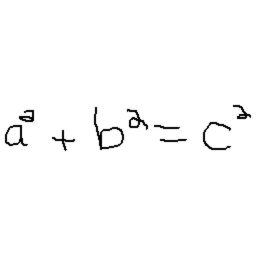 a² + b² = c²